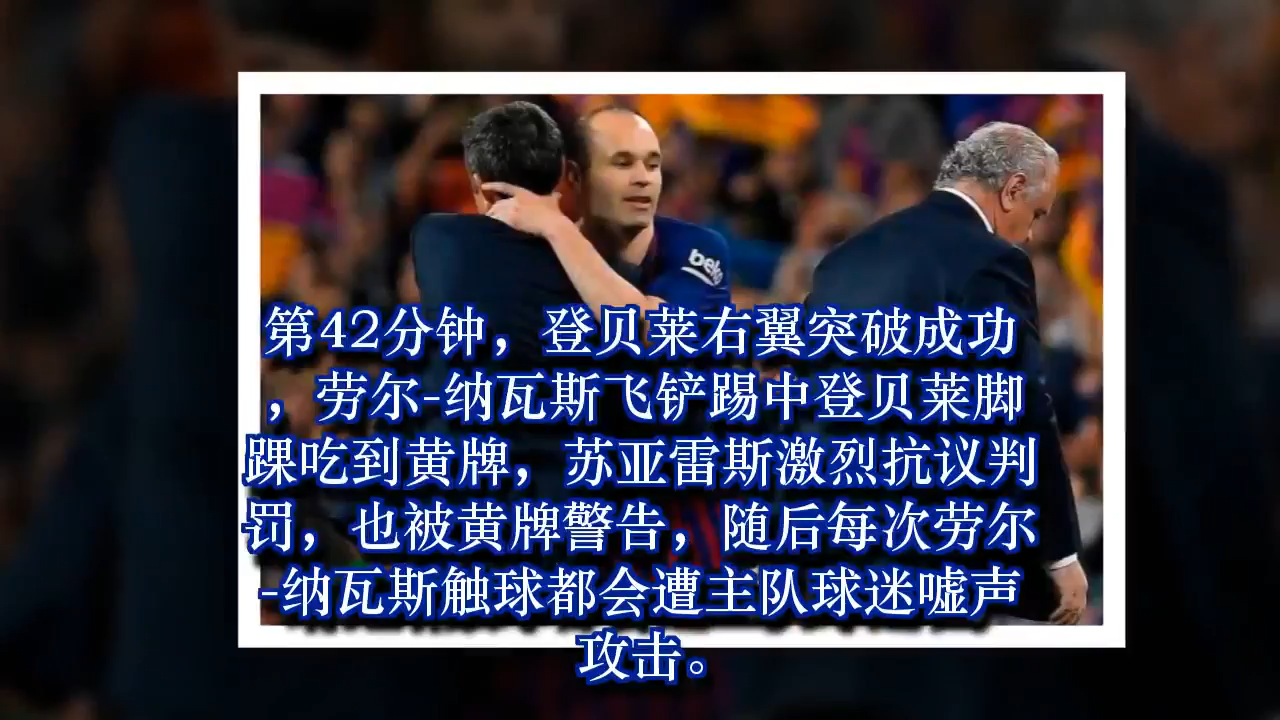 beko
第42分钟，登贝莱右翼突破成功
，劳尔-纳瓦斯飞铲踢中登贝莱脚
踝吃到黄牌，苏亚雷斯激烈抗议判
罚，也被黄牌警告，随后每次劳尔
-纳瓦斯触球都会遭主队球迷嘘声
攻击。